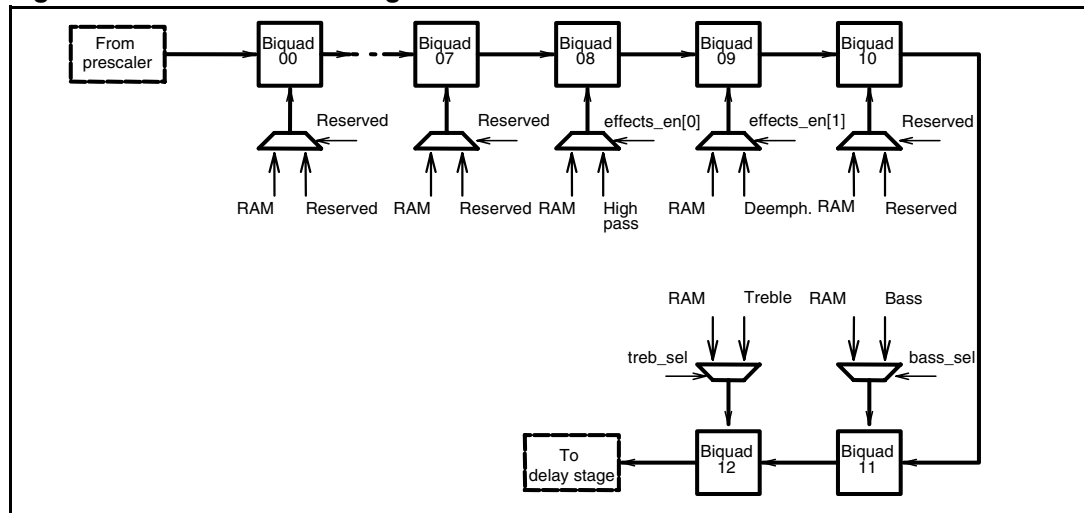 From
prescaler
Biquad
00
Biquad
07
Biquad
08
Biquad
09
Biquad
10
Reserved
Reserved
effects_en[0]
effects_en[1]
Reserved
RAM
Reserved
RAM
Reserved
RAM
High
pass
RAM
Deemph.
RAM
Reserved
RAM
Treble
RAM
Bass
treb_sel
bass_sel
To
delay stage
Biquad
12
Biquad
11